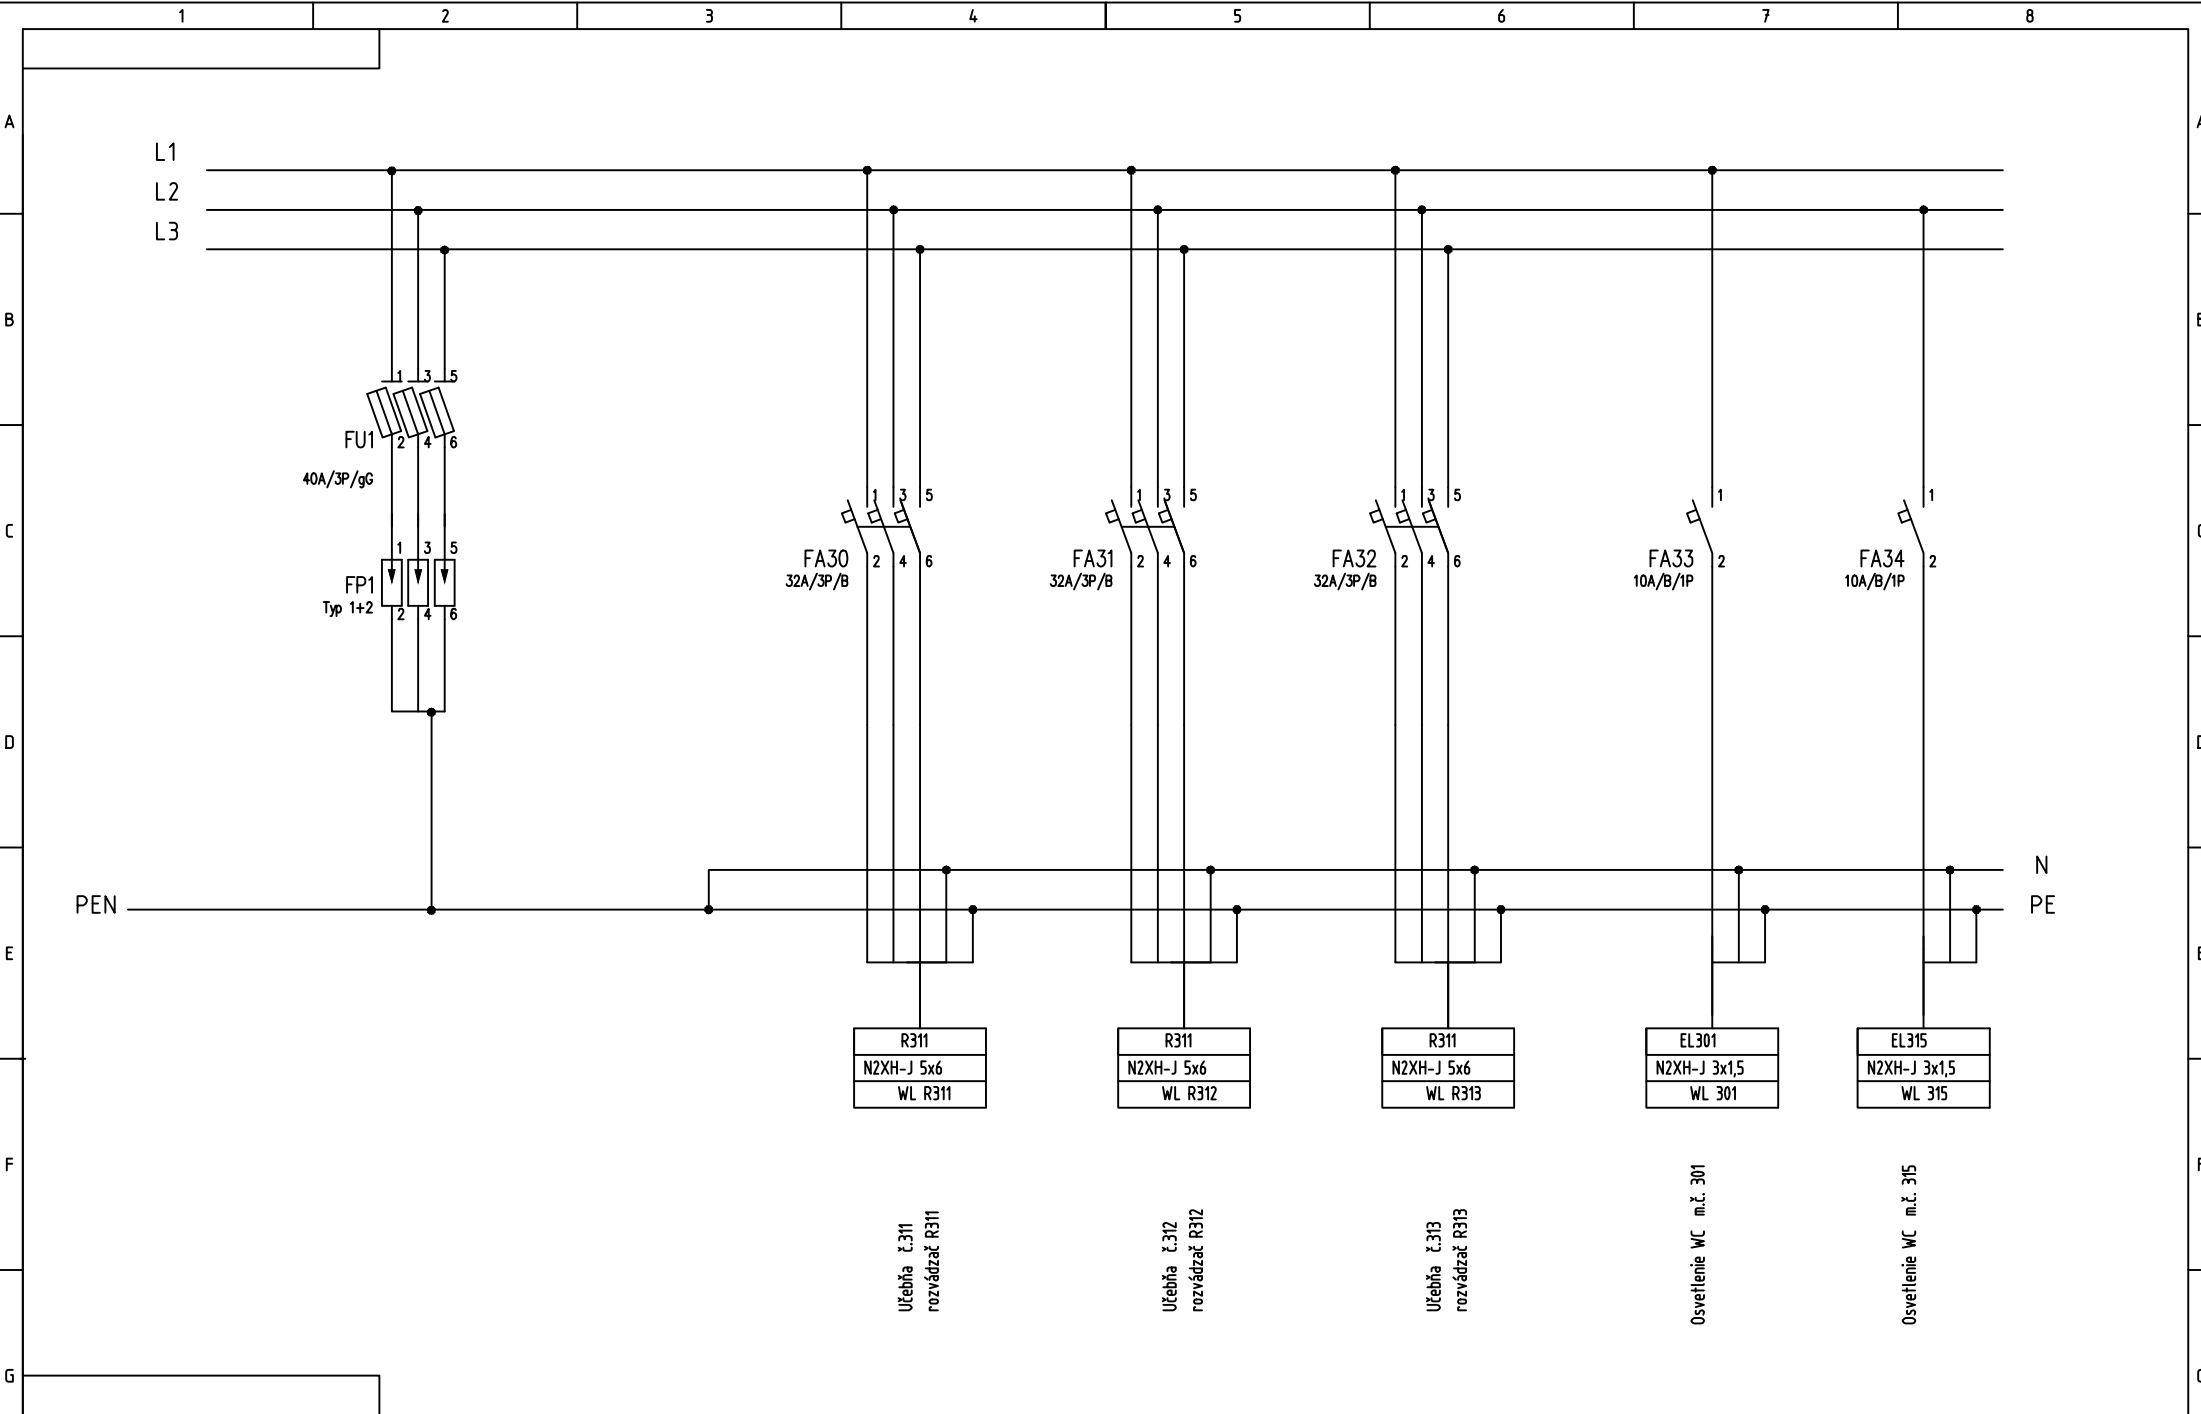 1 2 3 4 5 6 7 8
A
L1
L2
L3
B
1 3 5
FU1 2 4 6
40A/3P/gG
C
1 3 5
FP1
Typ 1+2 2 4 6
1 3 5
FA30 2 4 6
32A/3P/B
1 3 5
FA31 2 4 6
32A/3P/B
1 3 5
FA32 2 4 6
32A/3P/B
1
FA33 2
10A/B/1P
1
FA34 2
10A/B/1P
D
N
PEN PE
E
R311
N2XH-J 5x6
WL R311
R311
N2XH-J 5x6
WL R312
R311
N2XH-J 5x6
WL R313
EL301
N2XH-J 3x1,5
WL 301
EL315
N2XH-J 3x1,5
WL 315
F
Učebňa č.311
rozvádzač R311
Učebňa č.312
rozvádzač R312
Učebňa č.313
rozvádzač R313
Osvetlenie WC m.č. 301
Osvetlenie WC m.č. 315
G